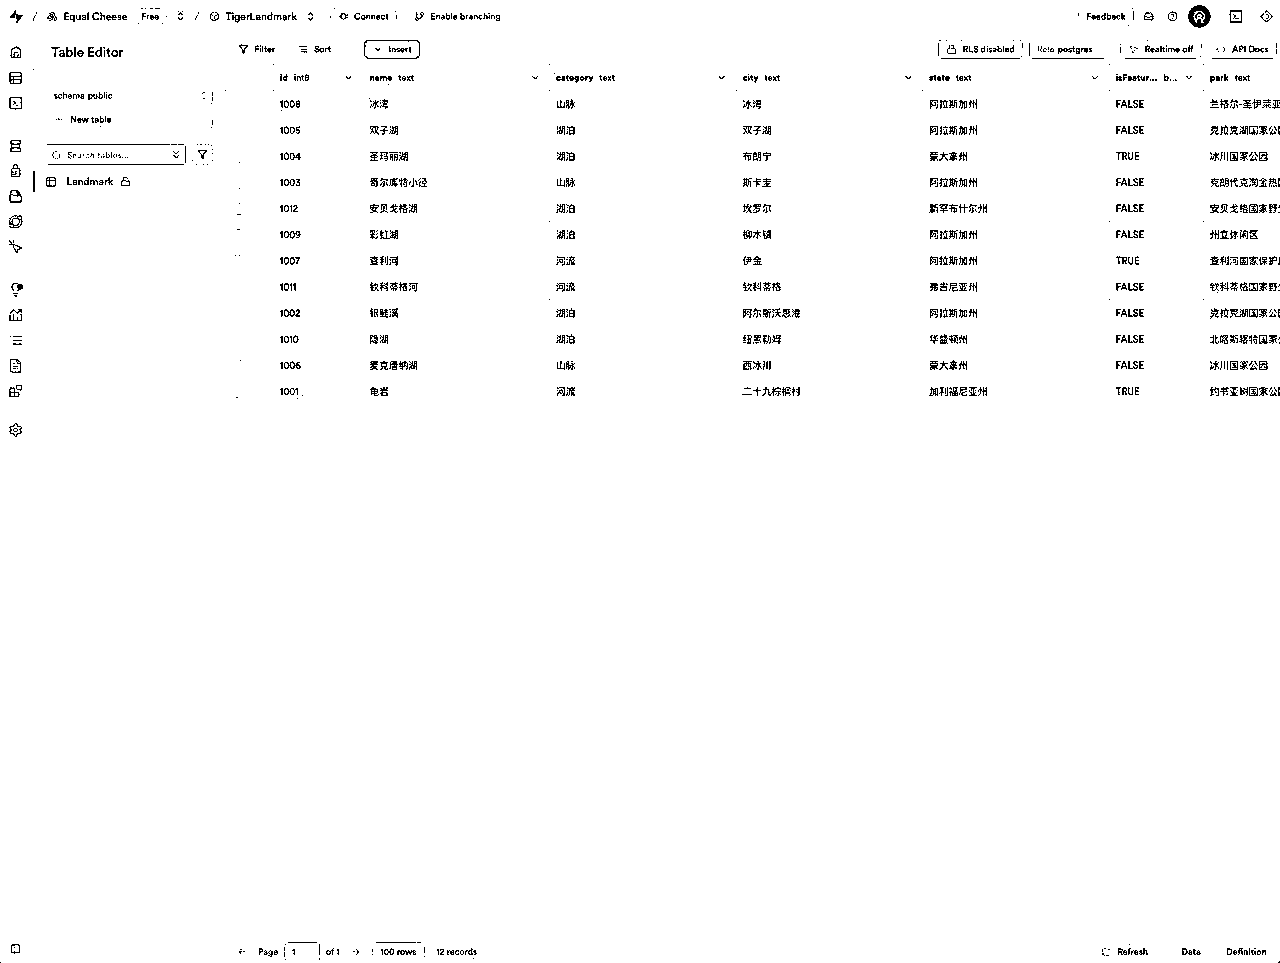 / Equal Cheese Free / TigerLandmark Connect Enable branching Feedback
Table Editor
Filter Sort Insert RLS disabled Role postgres Realtime off API Docs
schema public
New table
Search tables...
Landmark
id int8 name text category text city text state text isFeatur... b... park text
1008 冰湾 山脉 冰湾 阿拉斯加州 FALSE 兰格尔-圣伊莱亚
1005 双子湖 湖泊 双子湖 阿拉斯加州 FALSE 克拉克湖国家公
1004 圣玛丽湖 湖泊 布朗宁 蒙大拿州 TRUE 冰川国家公园
1003 奇尔库特小径 山脉 斯卡圭 阿拉斯加州 FALSE 克朗代克淘金热
1012 安贝戈格湖 湖泊 埃罗尔 新罕布什尔州 FALSE 安贝戈格国家野
1009 彩虹湖 湖泊 柳木镇 阿拉斯加州 FALSE 州立休闲区
1007 查利河 河流 伊金 阿拉斯加州 TRUE 查利河国家保护
1011 钦科蒂格河 河流 钦科蒂格 弗吉尼亚州 FALSE 钦科蒂格国家野
1002 银鲑溪 湖泊 阿尔斯沃思港 阿拉斯加州 FALSE 克拉克湖国家公
1010 隐湖 湖泊 纽黑勒姆 华盛顿州 FALSE 北喀斯喀特国家
1006 麦克唐纳湖 山脉 西冰川 蒙大拿州 FALSE 冰川国家公园
1001 龟岩 河流 二十九棕榈村 加利福尼亚州 TRUE 约书亚树国家公
Page 1 of 1 100 rows 12 records Refresh Data Definition